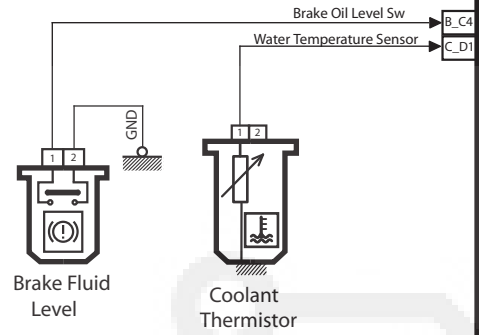 Brake Oil Level Sw
B_C4
Water Temperature Sensor
C_D1
GND
1 2
1 2
Brake Fluid
Level
Coolant
Thermistor